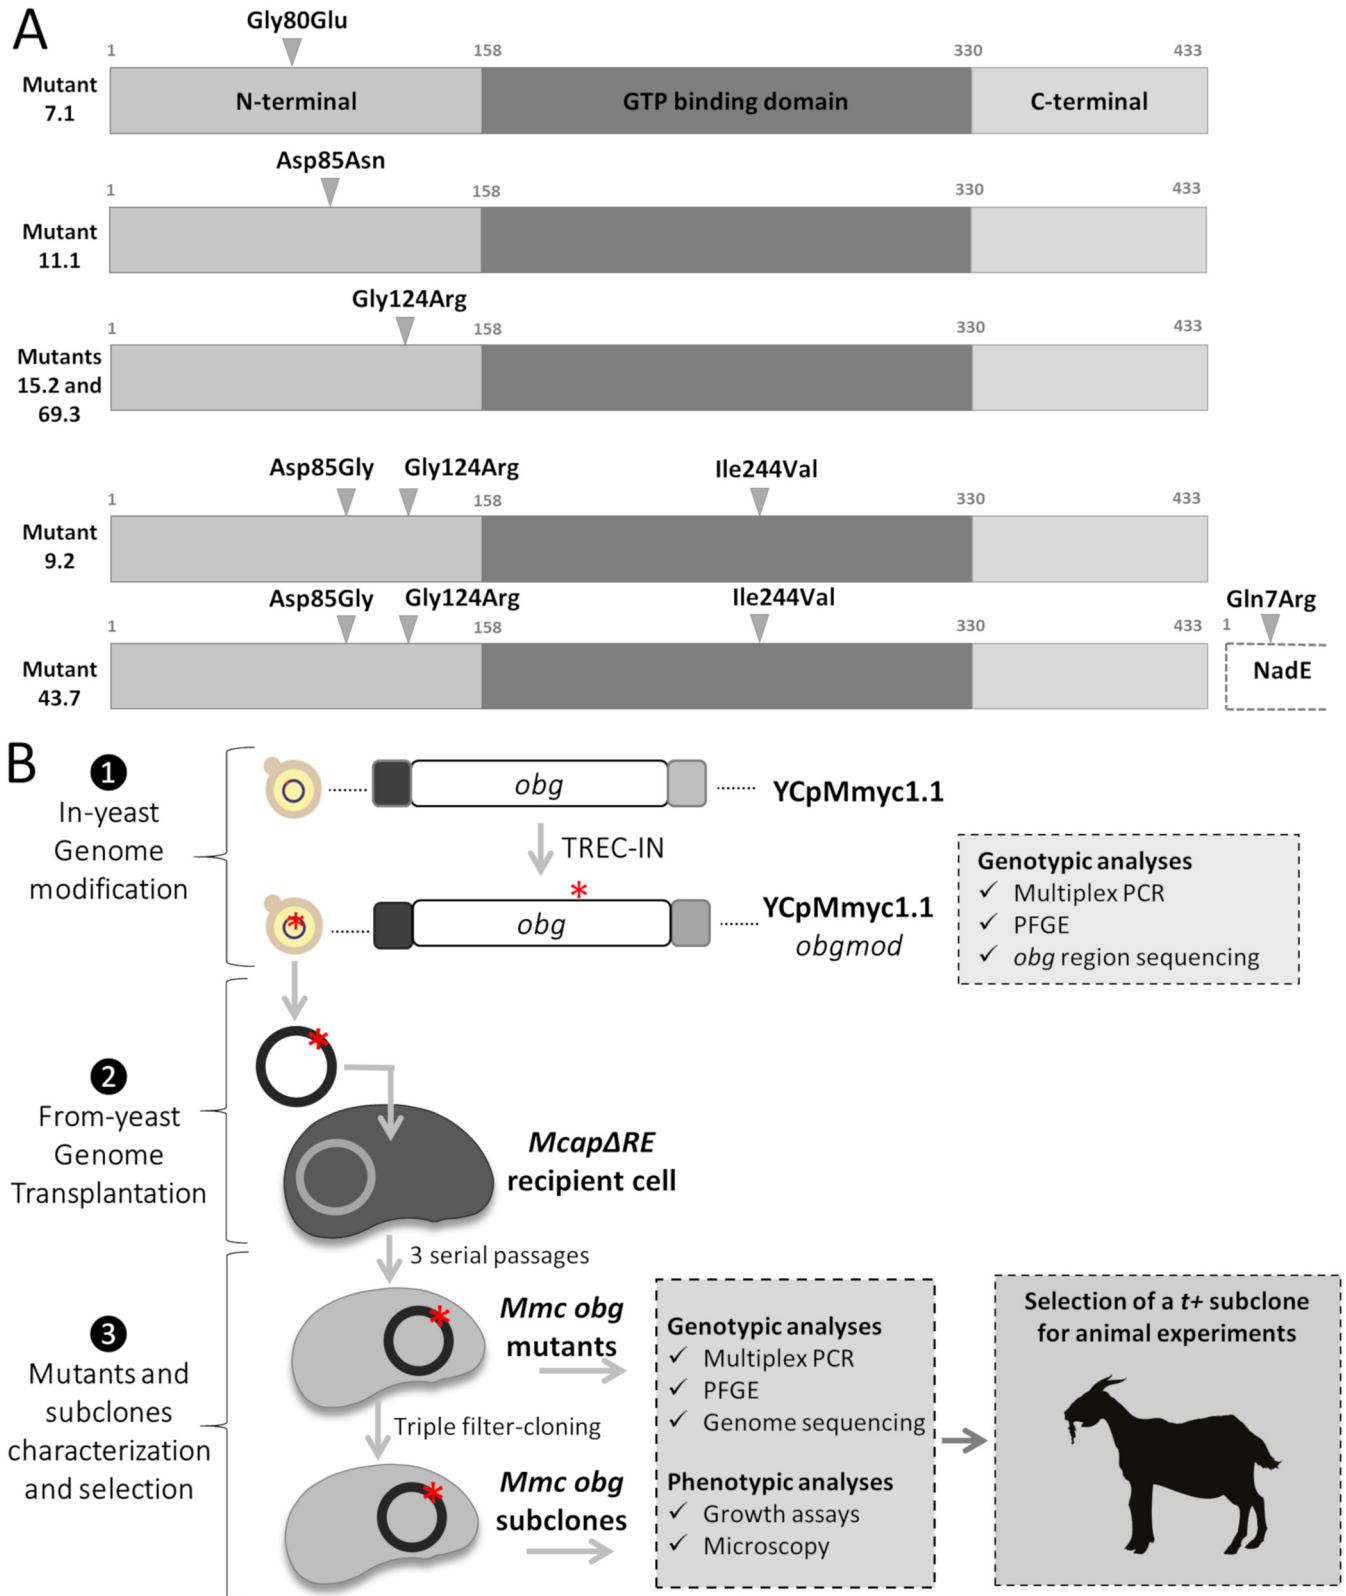 A
Gly80Glu
1 158 330 433
Mutant
7.1
N-terminal GTP binding domain C-terminal
Asp85Asn
1 158 330 433
Mutant
11.1
Gly124Arg
1 158 330 433
Mutants
15.2 and
69.3
Asp85Gly Gly124Arg Ile244Val
1 158 330 433
Mutant
9.2
Asp85Gly Gly124Arg Ile244Val Gln7Arg
1 158 330 433 1
Mutant
43.7
NadE
B
1
In-yeast
Genome
modification
obg
YCpMmyc1.1
TREC-IN
*
*
obg
YCpMmyc1.1
obgmod
Genotypic analyses
✓ Multiplex PCR
✓ PFGE
✓ obg region sequencing
2
From-yeast
Genome
Transplantation
*
McapΔRE
recipient cell
3 serial passages
3
Mutants and
subclones
characterization
and selection
*
Mmc obg
mutants
Triple filter-cloning
*
Mmc obg
subclones
Genotypic analyses
✓ Multiplex PCR
✓ PFGE
✓ Genome sequencing
Phenotypic analyses
✓ Growth assays
✓ Microscopy
Selection of a t+ subclone
for animal experiments